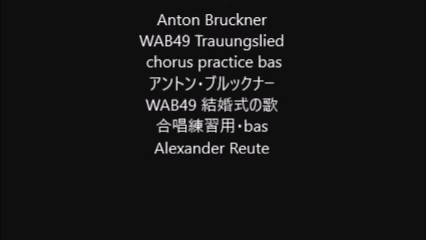 Anton Bruckner
WAB49 Trauungslied
chorus practice bas
アントン・ブルックナー
WAB49 結婚式の歌
合唱練習用・bas
Alexander Reute